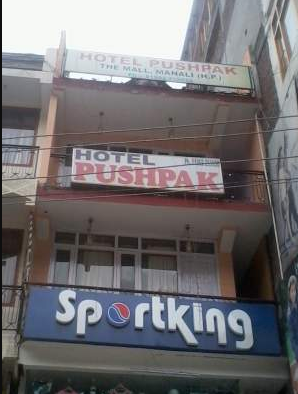 HOTEL PUSHPAK
THE MALL, MANALI (H.P.)
HOTEL
PUSHPAK
sportking